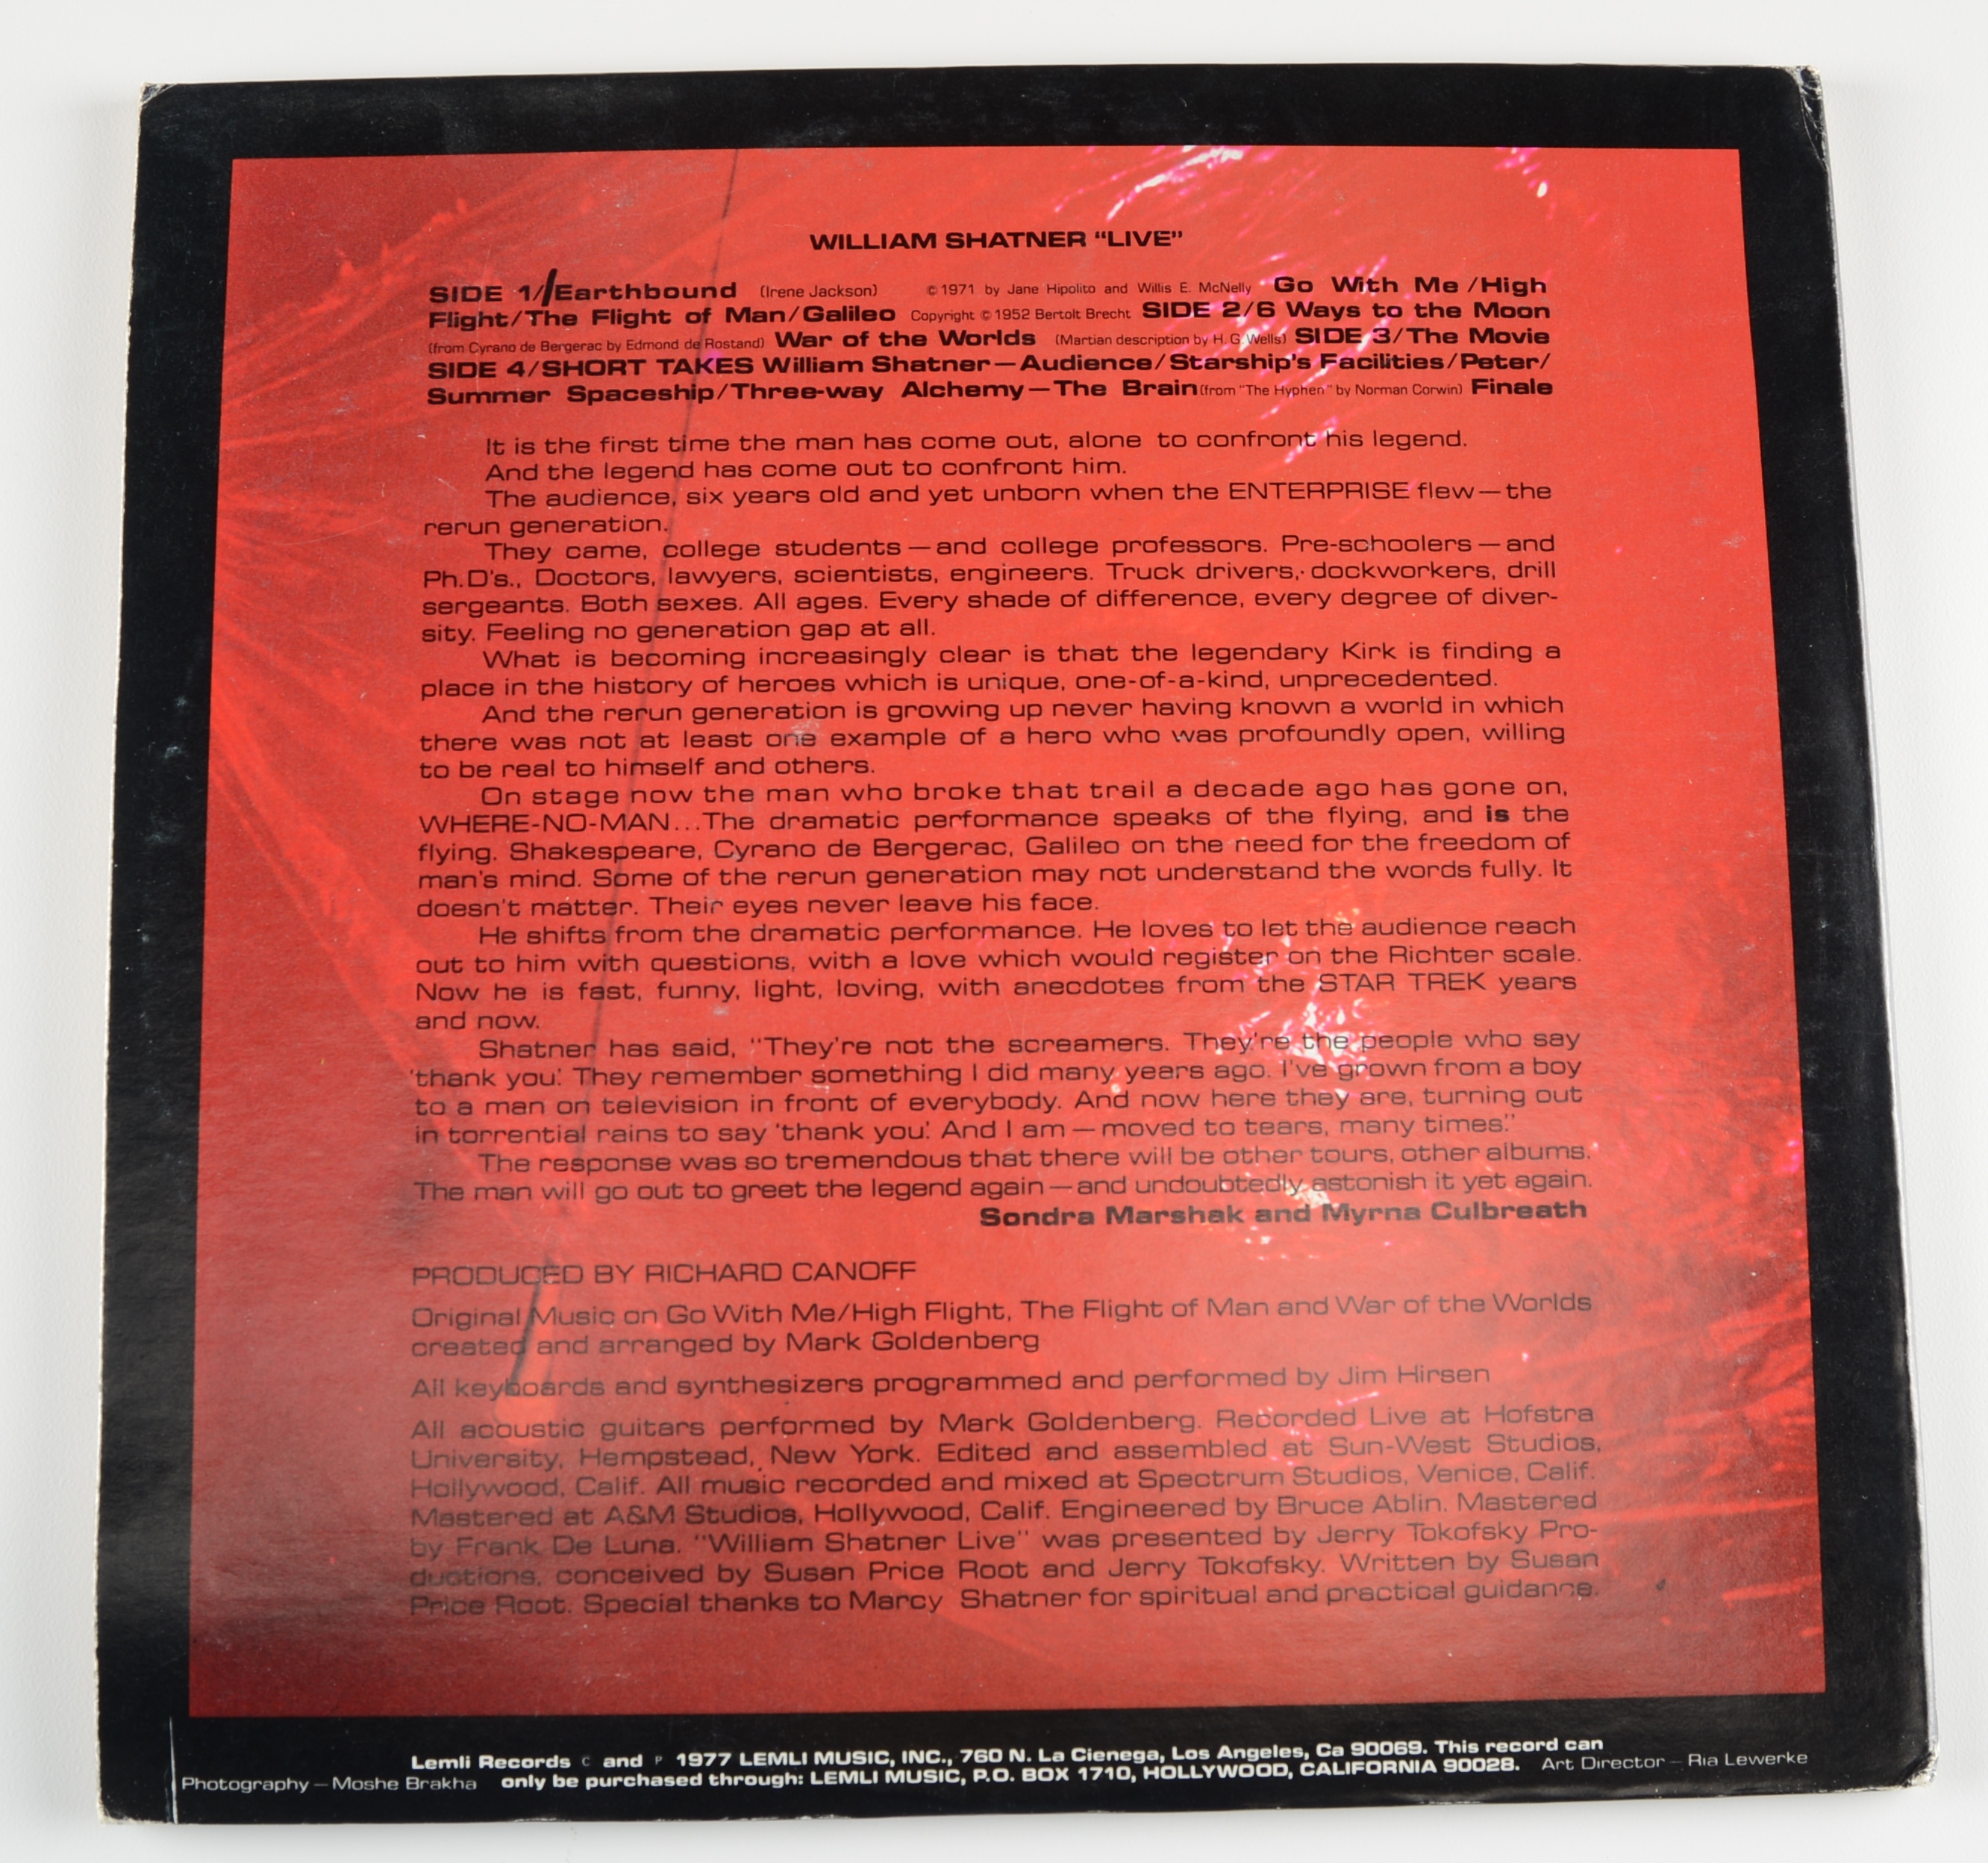 WILLIAM SHATNER “LIVE”
SIDE 1/Earthbound (Irene Jackson) ©1971 by Jane Hipolito and Willis E. McNelly Go With Me/High
Flight/The Flight of Man/Galileo Copyright © 1952 Bertolt Brecht SIDE 2/6 Ways to the Moon
(from Cyrano de Bergerac by Edmond de Rostand) War of the Worlds (Martian description by H.G. Wells) SIDE 3/The Movie
SIDE 4/SHORT TAKES William Shatner—Audience/Starship's Facilities/Peter/
Summer Spaceship/Three-way Alchemy—The Brain (from "The Hyphen" by Norman Corwin) Finale
It is the first time the man has come out, alone to confront his legend.
And the legend has come out to confront him.
The audience, six years old and yet unborn when the ENTERPRISE flew—the
rerun generation.
They came, college students—and college professors. Pre-schoolers—and
Ph.D's., Doctors, lawyers, scientists, engineers. Truck drivers, dockworkers, drill
sergeants. Both sexes. All ages. Every shade of difference, every degree of diver-
sity. Feeling no generation gap at all.
What is becoming increasingly clear is that the legendary Kirk is finding a
place in the history of heroes which is unique, one-of-a-kind, unprecedented.
And the rerun generation is growing up never having known a world in which
there was not at least one example of a hero who was profoundly open, willing
to be real to himself and others.
On stage now the man who broke that trail a decade ago has gone on,
WHERE-NO-MAN...The dramatic performance speaks of the flying, and is the
flying. Shakespeare, Cyrano de Bergerac, Galileo on the need for the freedom of
man's mind. Some of the rerun generation may not understand the words fully. It
doesn't matter. Their eyes never leave his face.
He shifts from the dramatic performance. He loves to let the audience reach
out to him with questions, with a love which would register on the Richter scale.
Now he is fast, funny, light, loving, with anecdotes from the STAR TREK years
and now.
Shatner has said, "They're not the screamers. They're the people who say
'thank you.' They remember something I did many years ago. I've grown from a boy
to a man on television in front of everybody. And now here they are, turning out
in torrential rains to say 'thank you.' And I am—moved to tears, many times."
The response was so tremendous that there will be other tours, other albums.
The man will go out to greet the legend again—and undoubtedly astonish it yet again.
Sondra Marshak and Myrna Culbreath
PRODUCED BY RICHARD CANOFF
Original Music on Go With Me/High Flight, The Flight of Man and War of the Worlds
created and arranged by Mark Goldenberg
All keyboards and synthesizers programmed and performed by Jim Hirsen
All acoustic guitars performed by Mark Goldenberg. Recorded Live at Hofstra
University, Hempstead, New York. Edited and assembled at Sun-West Studios,
Hollywood, Calif. All music recorded and mixed at Spectrum Studios, Venice, Calif.
Mastered at A&M Studios, Hollywood, Calif. Engineered by Bruce Ablin. Mastered
by Frank De Luna. "William Shatner Live" was presented by Jerry Tokofsky Pro-
ductions, conceived by Susan Price Root and Jerry Tokofsky. Written by Susan
Price Root. Special thanks to Marcy Shatner for spiritual and practical guidance.
Lemli Records C and P 1977 LEMLI MUSIC, INC., 760 N. La Cienega, Los Angeles, Ca 90069. This record can
only be purchased through: LEMLI MUSIC, P.O. BOX 1710, HOLLYWOOD, CALIFORNIA 90028.
Photography—Moshe Brakha
Art Director—Ria Lewerke